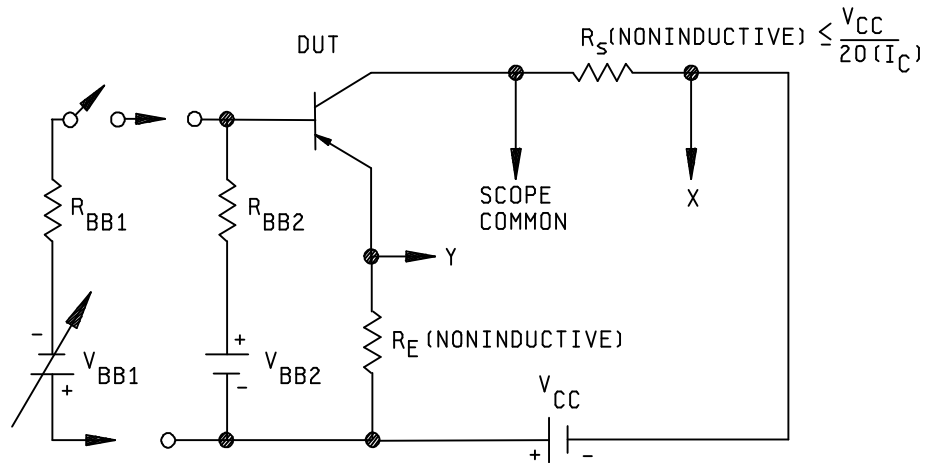 DUT
R_S (NONINDUCTIVE) ≤ V_CC / 20 (I_C)
SCOPE
COMMON
X
R_BB1
R_BB2
Y
R_E (NONINDUCTIVE)
-
V_BB1
+
+
V_BB2
-
V_CC
+ -